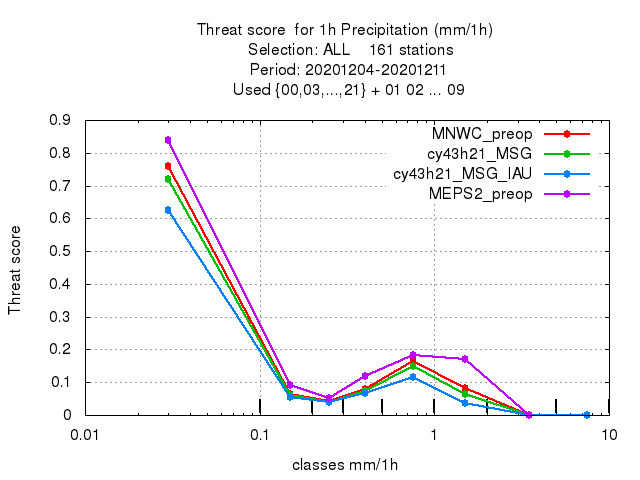 Threat score  for 1h Precipitation (mm/1h)
Selection: ALL    161 stations
Period: 20201204-20201211
Used {00,03,...,21} + 01 02 ... 09
MNWC_preop
cy43h21_MSG
cy43h21_MSG_IAU
MEPS2_preop
Threat score
0.9
0.8
0.7
0.6
0.5
0.4
0.3
0.2
0.1
0
0.01 0.1 1 10
classes mm/1h